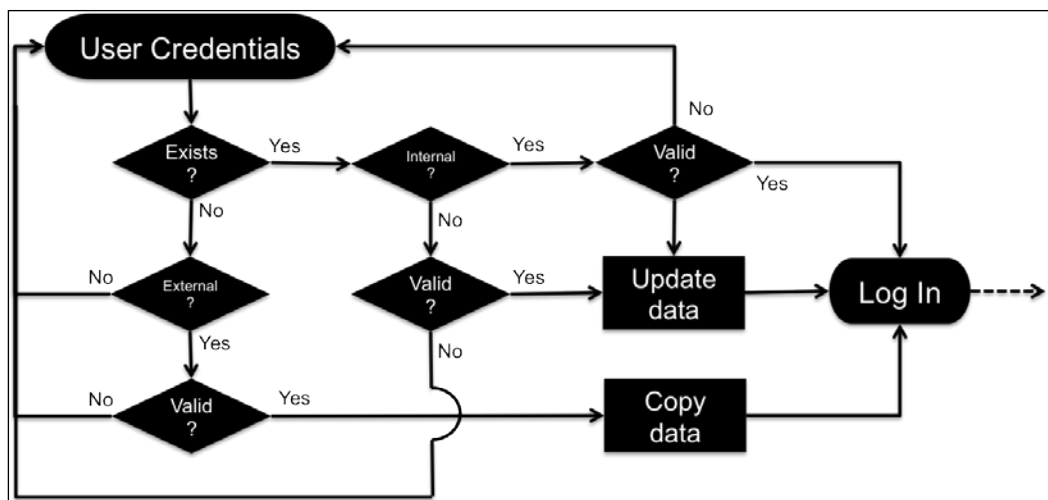 User Credentials
No
Exists
?
Yes
Internal
?
Yes
Valid
?
Yes
No
No
No
External
?
Valid
?
Yes
Update
data
Log In
Yes
No
No
Valid
?
Yes
Copy
data